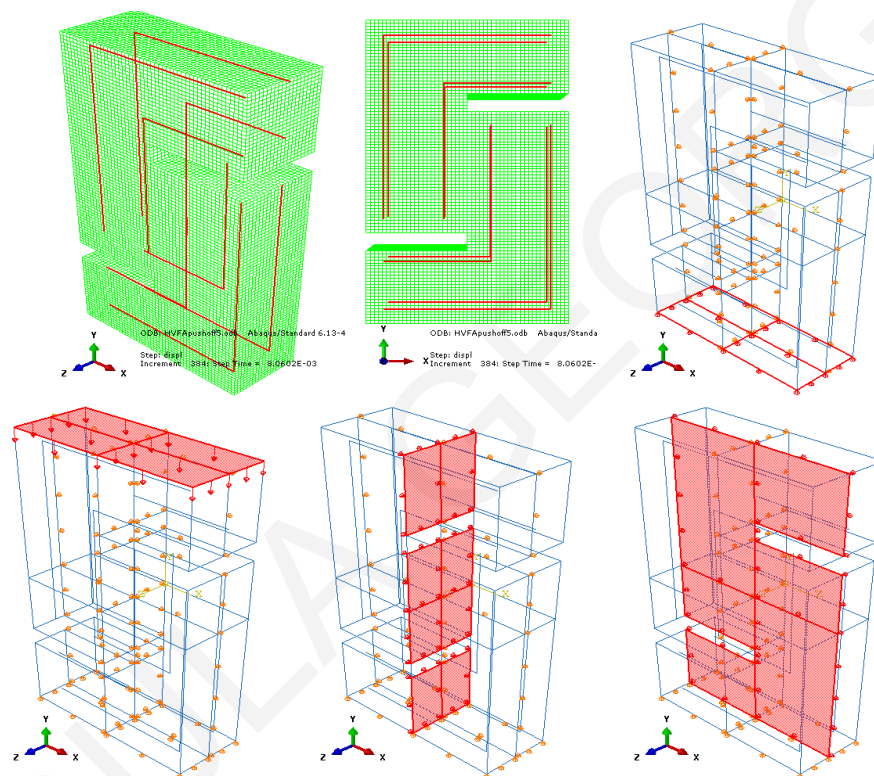 ODB: HVFApushoff5.odb Abaqus/Standard 6.13-4
Step: displ
Increment 384: Step Time = 8.0602E-03
Y
Z
X
ODB: HVFApushoff5.odb Abaqus/Standa
Step: displ
Increment 384: Step Time = 8.0602E-
Y
X
Y
Z
X
Y
Z
X
Y
Z
X
Y
Z
X
Y
Z
X
Y
Z
X
Y
Z
X
Y
Z
X